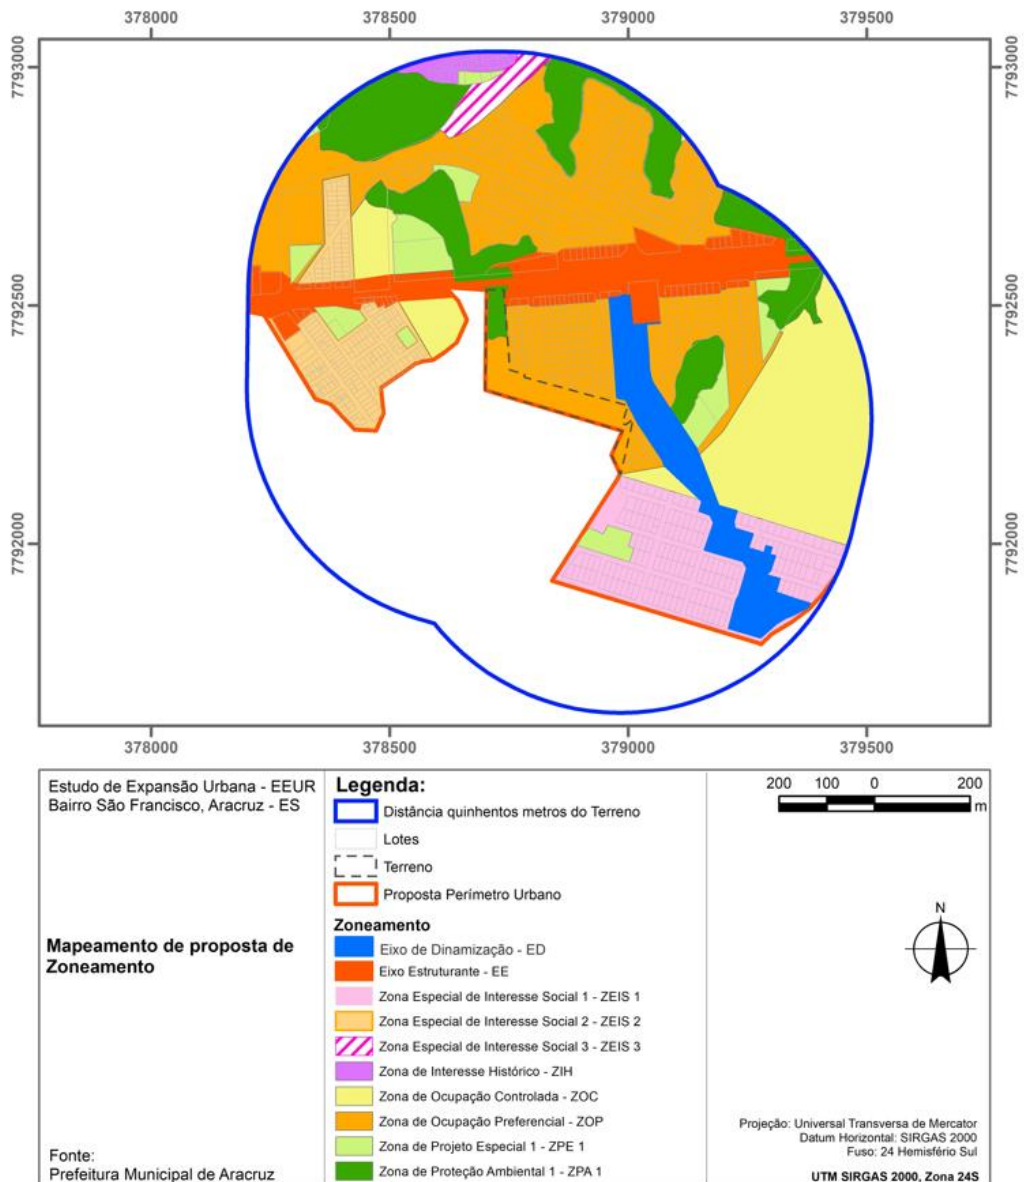 378000 378500 379000 379500
7793000 7793000
7792500 7792500
7792000 7792000
378000 378500 379000 379500
Estudo de Expansão Urbana - EEUR
Bairro São Francisco, Aracruz - ES
Mapeamento de proposta de
Zoneamento
Fonte:
Prefeitura Municipal de Aracruz
Legenda:
Distância quinhentos metros do Terreno
Lotes
Terreno
Proposta Perímetro Urbano
Zoneamento
Eixo de Dinamização - ED
Eixo Estruturante - EE
Zona Especial de Interesse Social 1 - ZEIS 1
Zona Especial de Interesse Social 2 - ZEIS 2
Zona Especial de Interesse Social 3 - ZEIS 3
Zona de Interesse Histórico - ZIH
Zona de Ocupação Controlada - ZOC
Zona de Ocupação Preferencial - ZOP
Zona de Projeto Especial 1 - ZPE 1
Zona de Proteção Ambiental 1 - ZPA 1
200 100 0 200
m
N
Projeção: Universal Transversa de Mercator
Datum Horizontal: SIRGAS 2000
Fuso: 24 Hemisfério Sul
UTM SIRGAS 2000, Zona 24S